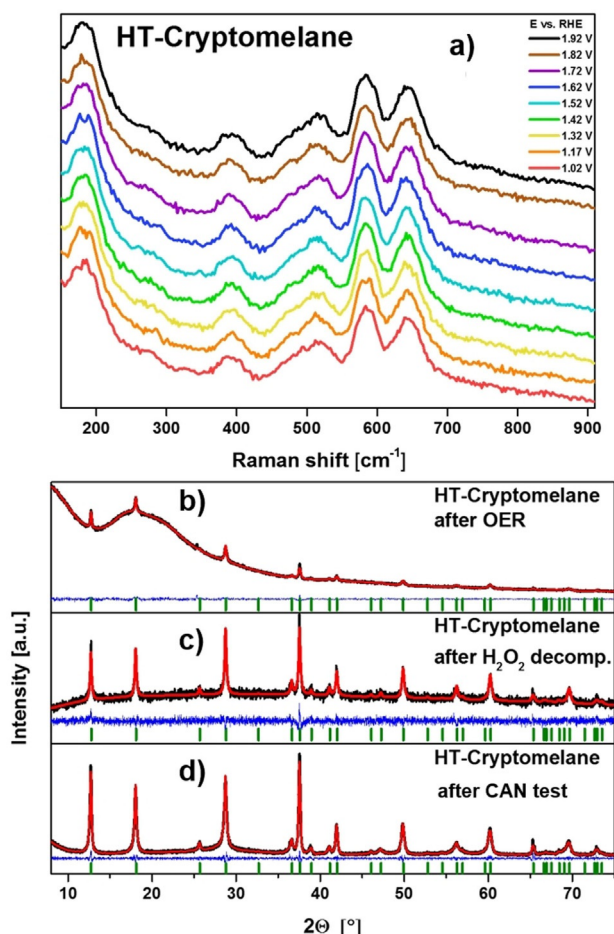 HT-Cryptomelane
a)
E vs. RHE
1.92 V
1.82 V
1.72 V
1.62 V
1.52 V
1.42 V
1.32 V
1.17 V
1.02 V
200 300 400 500 600 700 800 900
Raman shift [cm⁻¹]
b)
HT-Cryptomelane
after OER
c)
HT-Cryptomelane
after H₂O₂ decomp.
d)
HT-Cryptomelane
after CAN test
Intensity [a.u.]
10 20 30 40 50 60 70
2Θ [°]